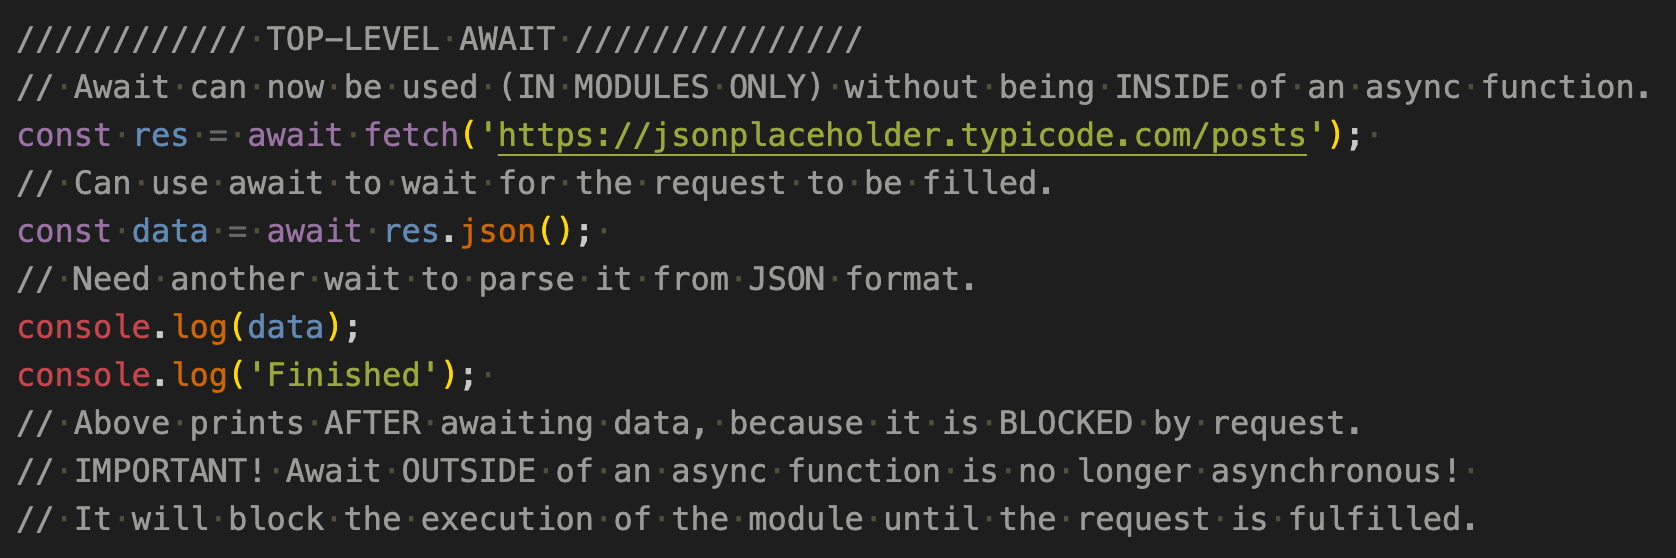 //////////// TOP-LEVEL AWAIT ///////////////
// Await can now be used (IN MODULES ONLY) without being INSIDE of an async function.
const res = await fetch('https://jsonplaceholder.typicode.com/posts');
// Can use await to wait for the request to be filled.
const data = await res.json();
// Need another wait to parse it from JSON format.
console.log(data);
console.log('Finished');
// Above prints AFTER awaiting data, because it is BLOCKED by request.
// IMPORTANT! Await OUTSIDE of an async function is no longer asynchronous!
// It will block the execution of the module until the request is fulfilled.